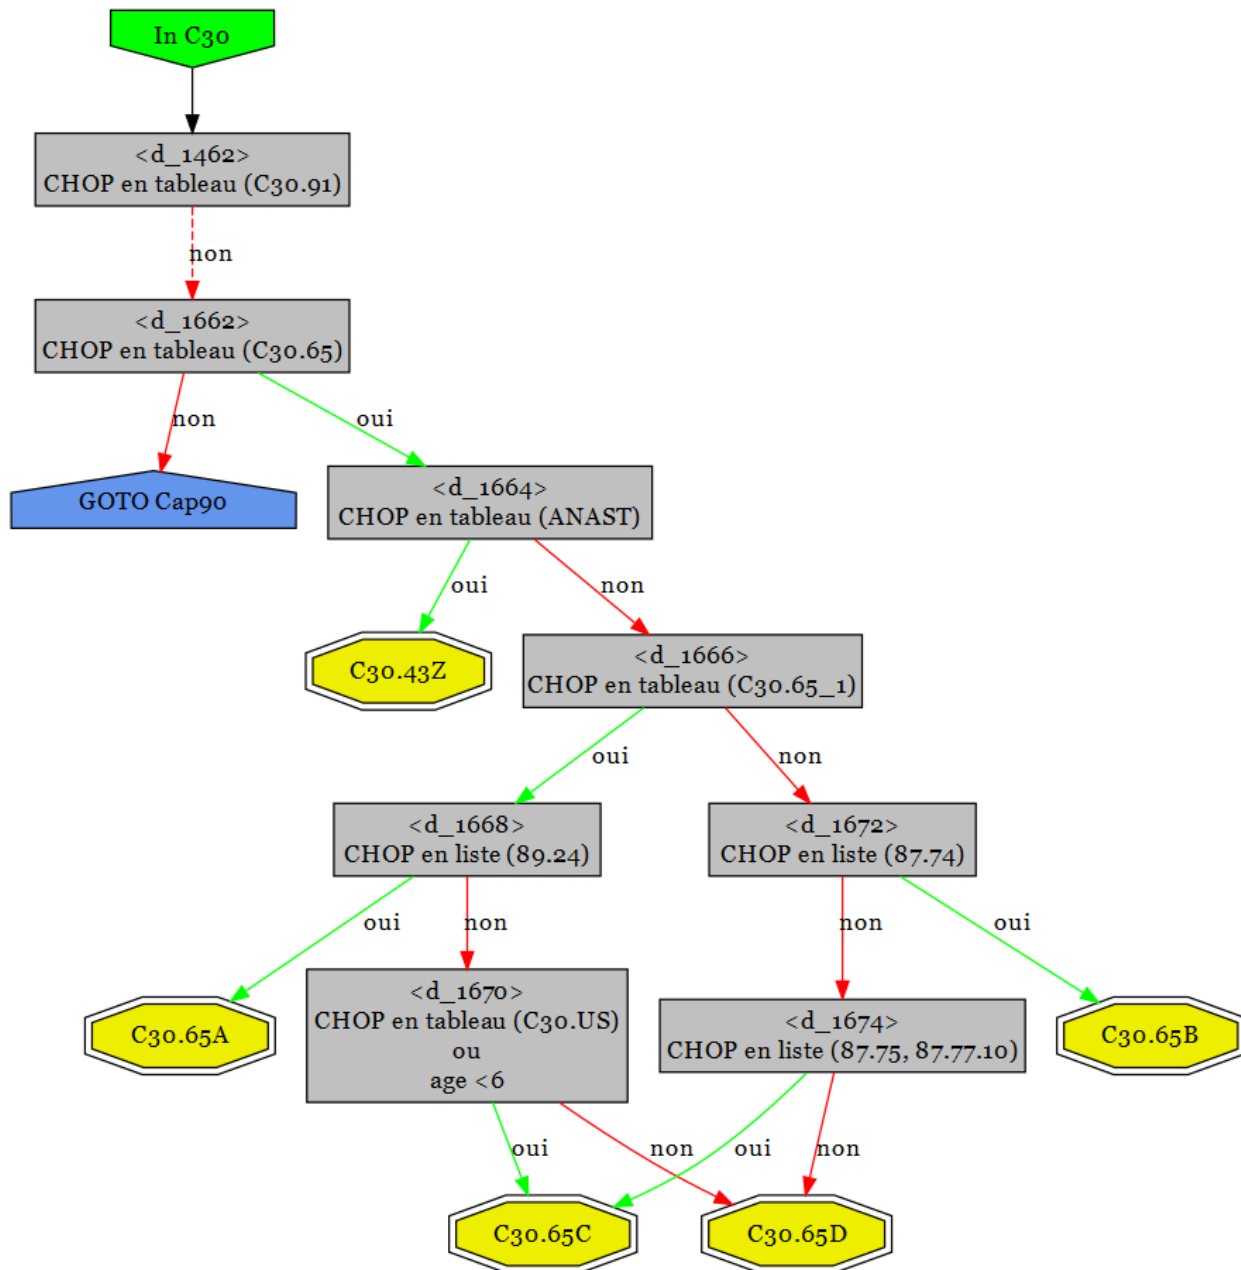 In C30
<d_1462>
CHOP en tableau (C30.91)
non
<d_1662>
CHOP en tableau (C30.65)
non
oui
GOTO Cap90
<d_1664>
CHOP en tableau (ANAST)
oui
non
C30.43Z
<d_1666>
CHOP en tableau (C30.65_1)
oui
non
<d_1668>
CHOP en liste (89.24)
<d_1672>
CHOP en liste (87.74)
oui
non
non
oui
C30.65A
<d_1670>
CHOP en tableau (C30.US)
ou
age <6
<d_1674>
CHOP en liste (87.75, 87.77.10)
C30.65B
oui
non
oui
non
C30.65C
C30.65D